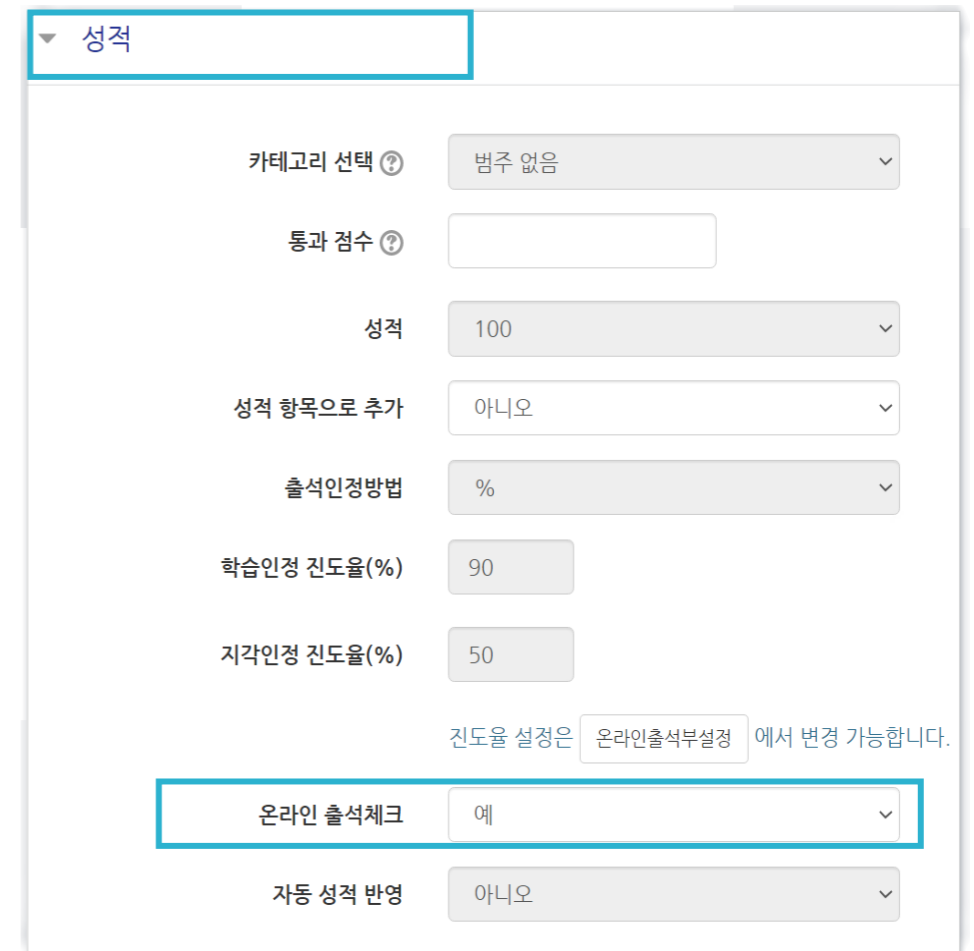 성적
카테고리 선택 ? 범주 없음
통과 점수 ?
성적 100
성적 항목으로 추가 아니오
출석인정방법 %
학습인정 진도율(%) 90
지각인정 진도율(%) 50
진도율 설정은 온라인출석부설정 에서 변경 가능합니다.
온라인 출석체크 예
자동 성적 반영 아니오